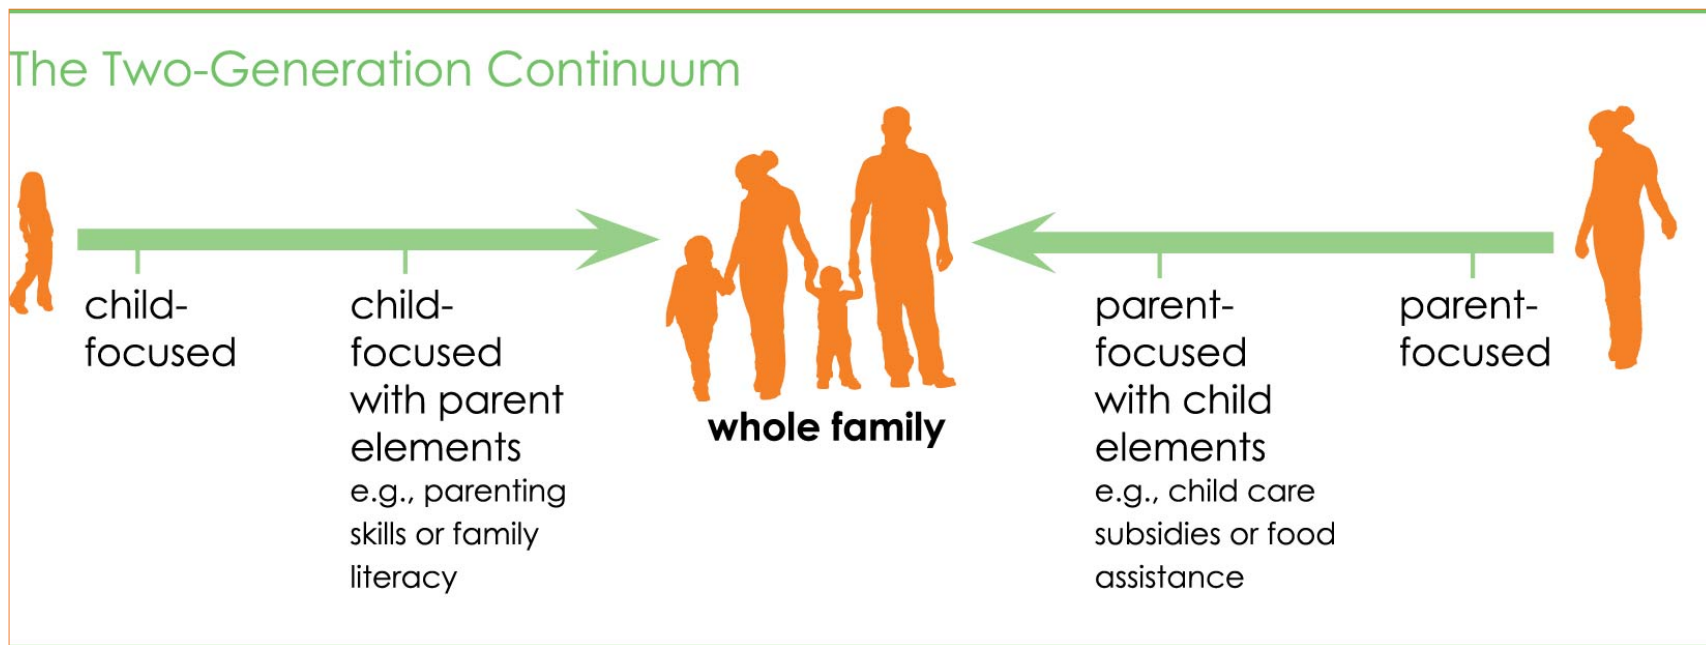 The Two-Generation Continuum
child-
focused
child-
focused
with parent
elements
e.g., parenting
skills or family
literacy
whole family
parent-
focused
with child
elements
e.g., child care
subsidies or food
assistance
parent-
focused